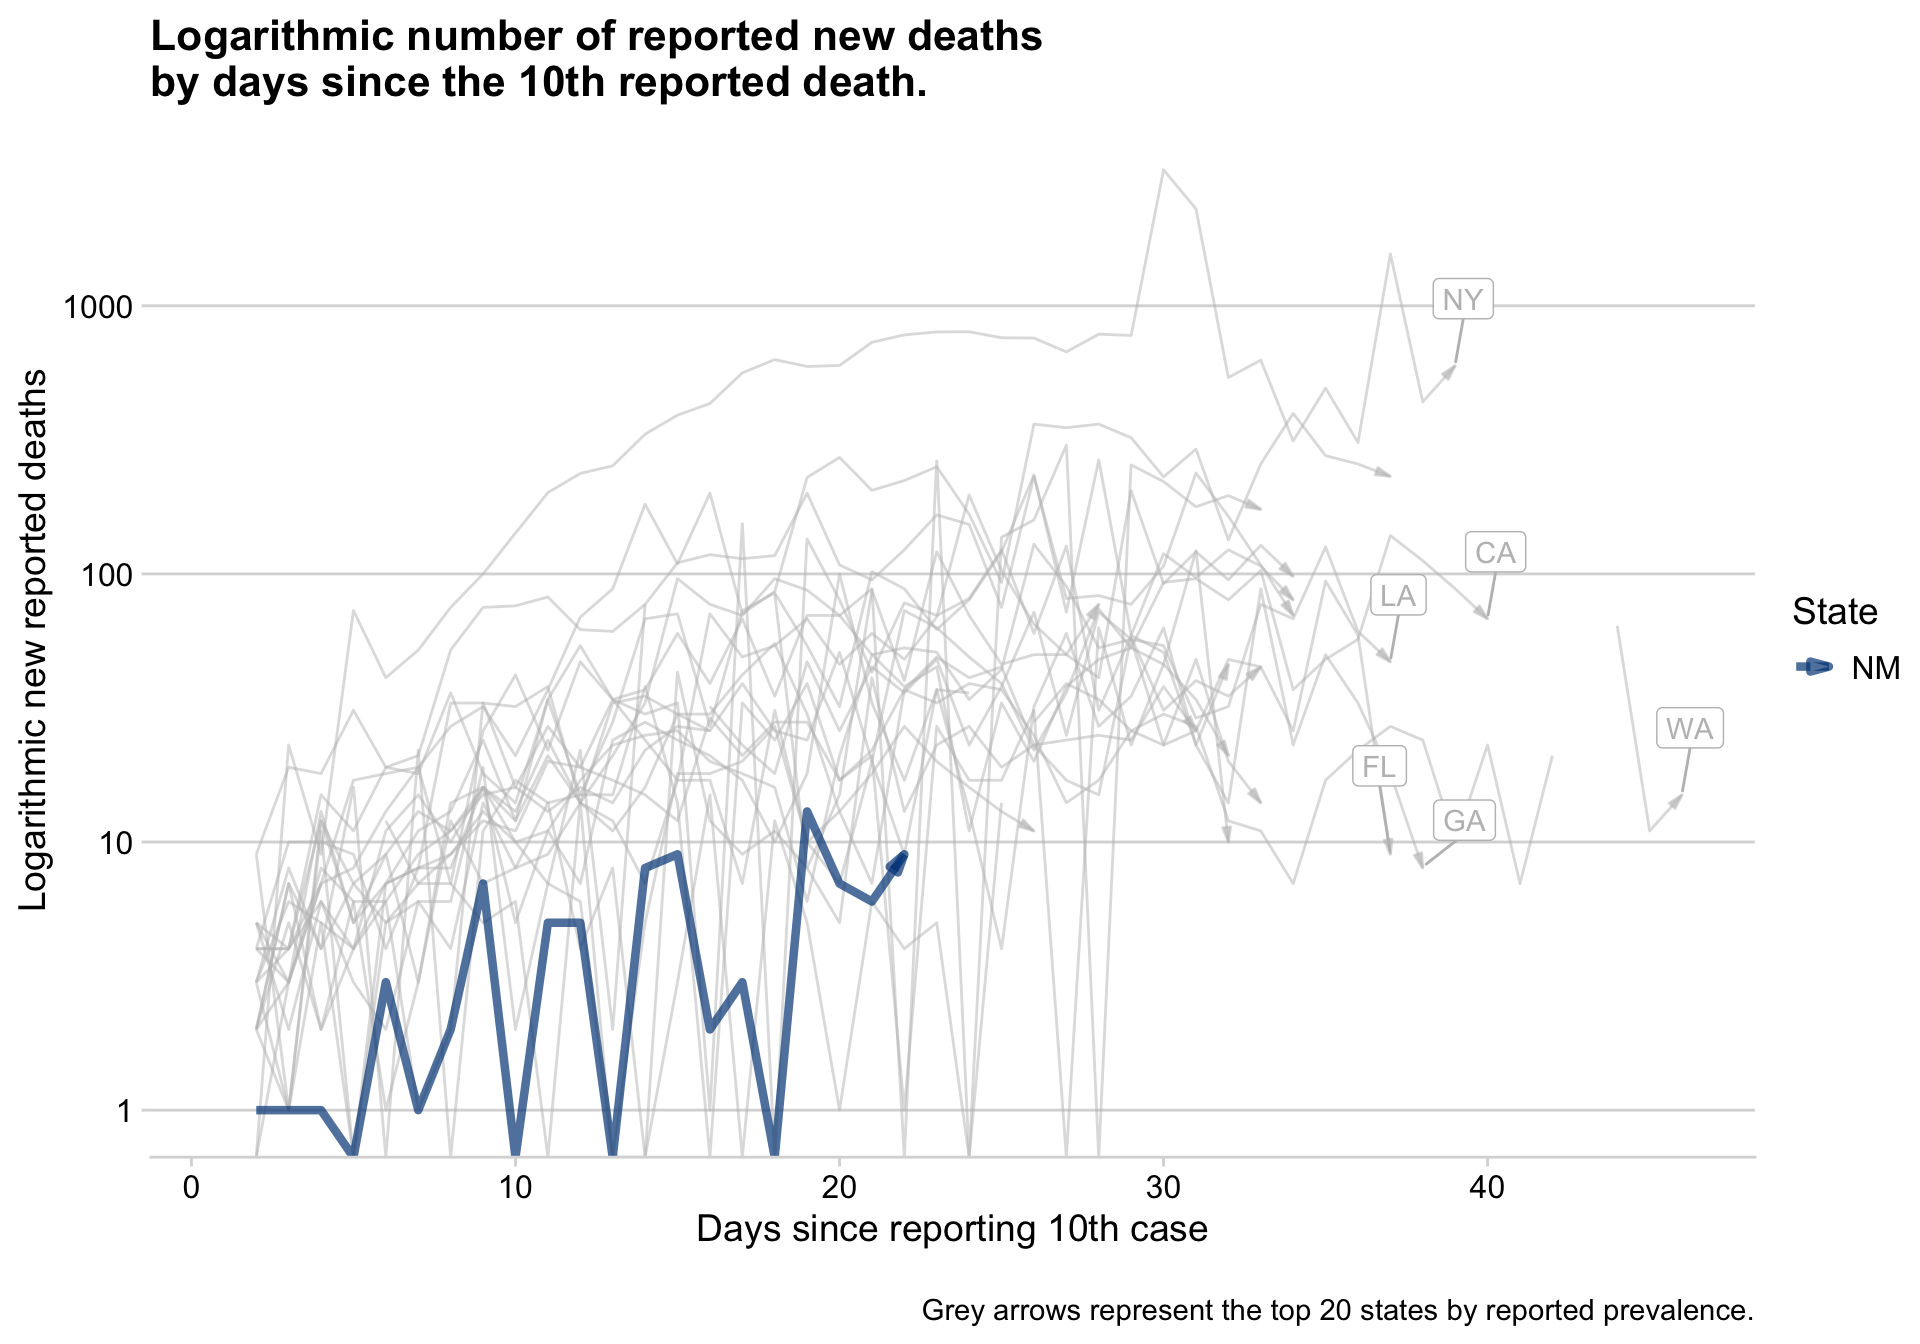 Logarithmic number of reported new deaths
by days since the 10th reported death.
Logarithmic new reported deaths
1000
100
10
1
NY
CA
LA
WA
FL
GA
State
NM
0
10
20
30
40
Days since reporting 10th case
Grey arrows represent the top 20 states by reported prevalence.